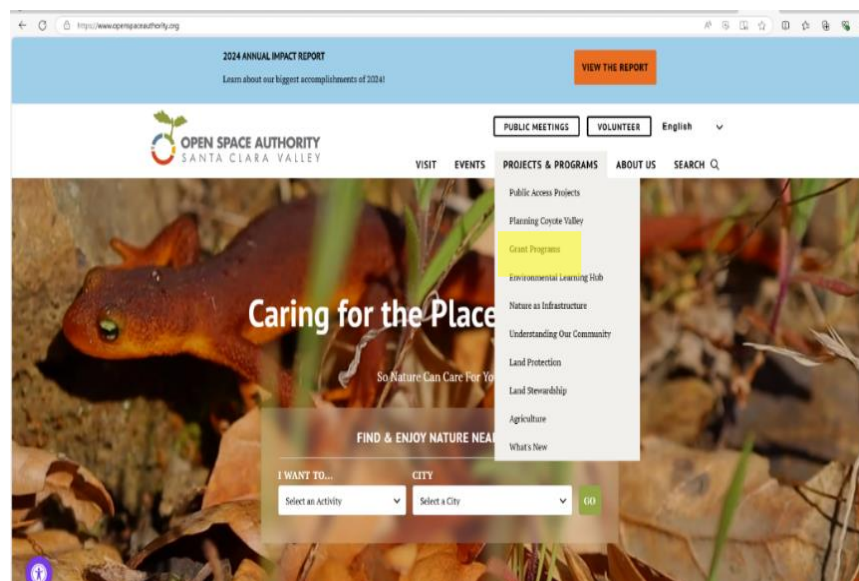 https://www.openspaceauthority.org
2024 ANNUAL IMPACT REPORT
Learn about our biggest accomplishments of 2024!
VIEW THE REPORT
PUBLIC MEETINGS
VOLUNTEER
English
OPEN SPACE AUTHORITY
SANTA CLARA VALLEY
VISIT EVENTS PROJECTS & PROGRAMS ABOUT US SEARCH
Public Access Projects
Planning Coyote Valley
Grant Programs
Environmental Learning Hub
Nature as Infrastructure
Understanding Our Community
Land Protection
Land Stewardship
Agriculture
What's New
Caring for the Place
So Nature Can Care For Yo
FIND & ENJOY NATURE NEA
I WANT TO...
CITY
Select an Activity
Select a City
GO